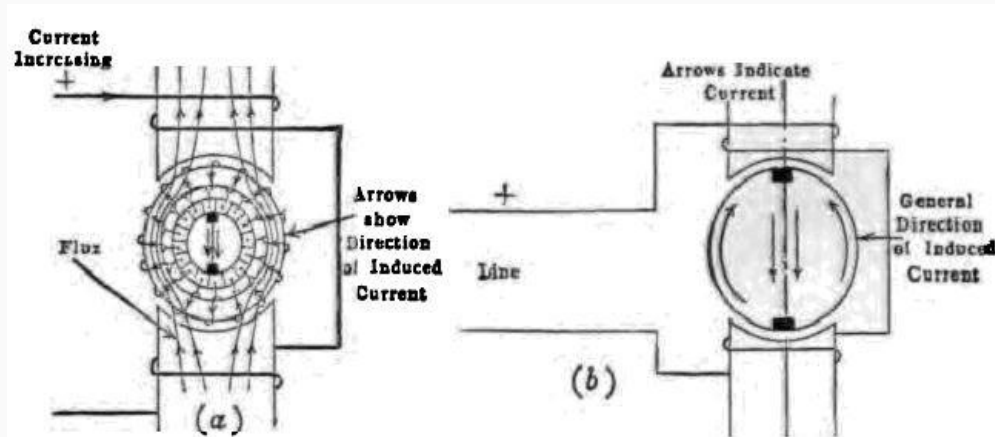 Current
Increasing
+
Flux
Arrows
show
Direction
of Induced
Current
(a)
Arrows Indicate
Current
+
Line
General
Direction
of Induced
Current
(b)